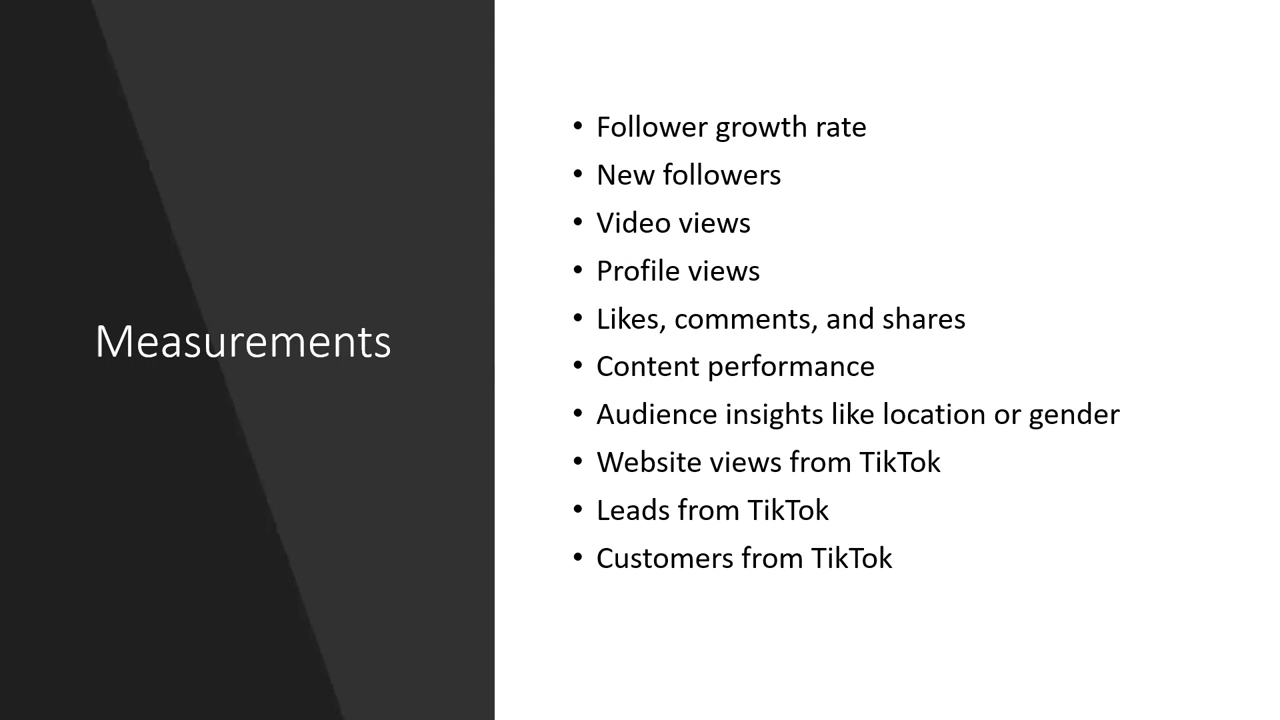 Measurements
• Follower growth rate
• New followers
• Video views
• Profile views
• Likes, comments, and shares
• Content performance
• Audience insights like location or gender
• Website views from TikTok
• Leads from TikTok
• Customers from TikTok